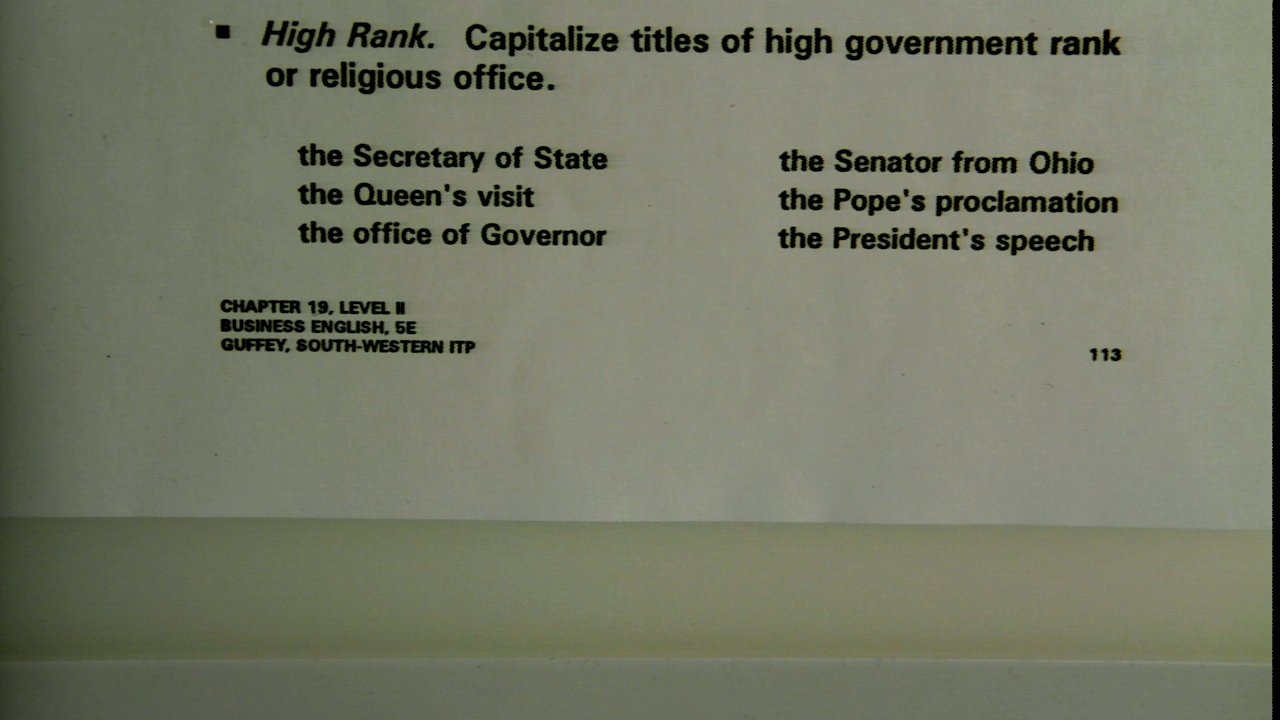 ▪ High Rank. Capitalize titles of high government rank
or religious office.
the Secretary of State
the Queen's visit
the office of Governor
the Senator from Ohio
the Pope's proclamation
the President's speech
CHAPTER 19, LEVEL II
BUSINESS ENGLISH, 5E
GUFFEY, SOUTH-WESTERN ITP
113